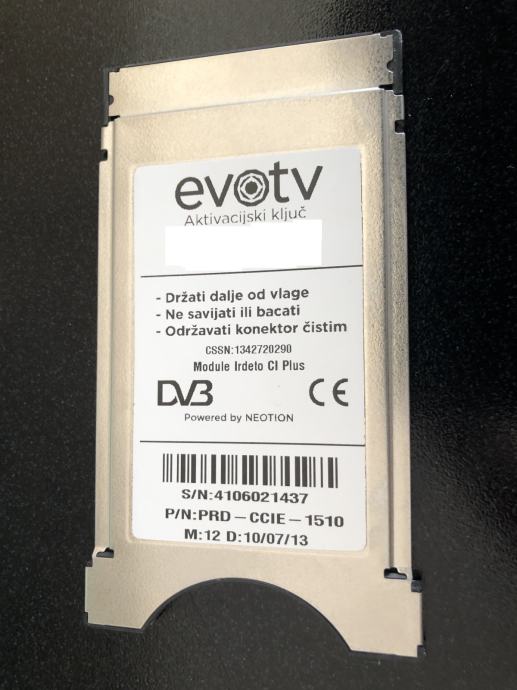 evotv
Aktivacijski ključ
- Držati dalje od vlage
- Ne savijati ili bacati
- Održavati konektor čistim
CSSN:1342720290
Module Irdeto CI Plus
DVB CE
Powered by NEOTION
S/N:4106021437
P/N:PRD-CCIE-1510
M:12 D:10/07/13